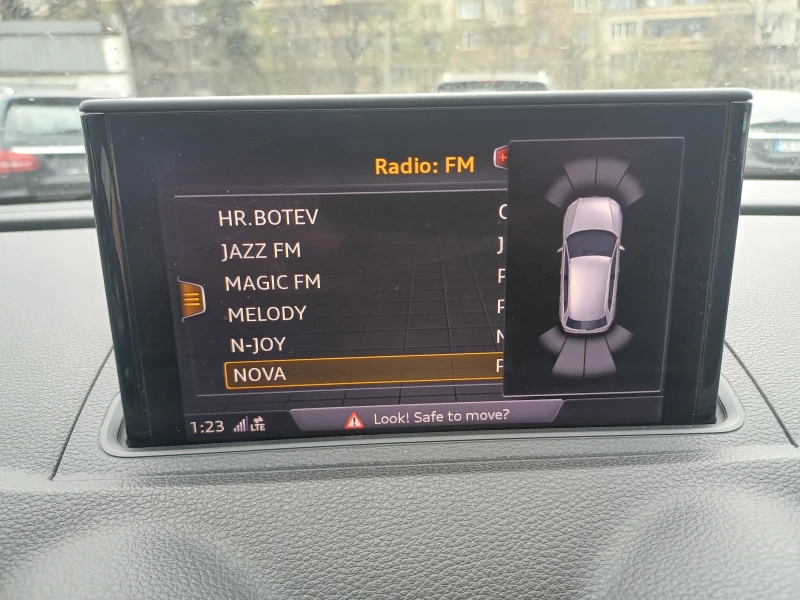 Radio: FM
HR.BOTEV
JAZZ FM
MAGIC FM
MELODY
N-JOY
NOVA
1:23 LTE Look! Safe to move?